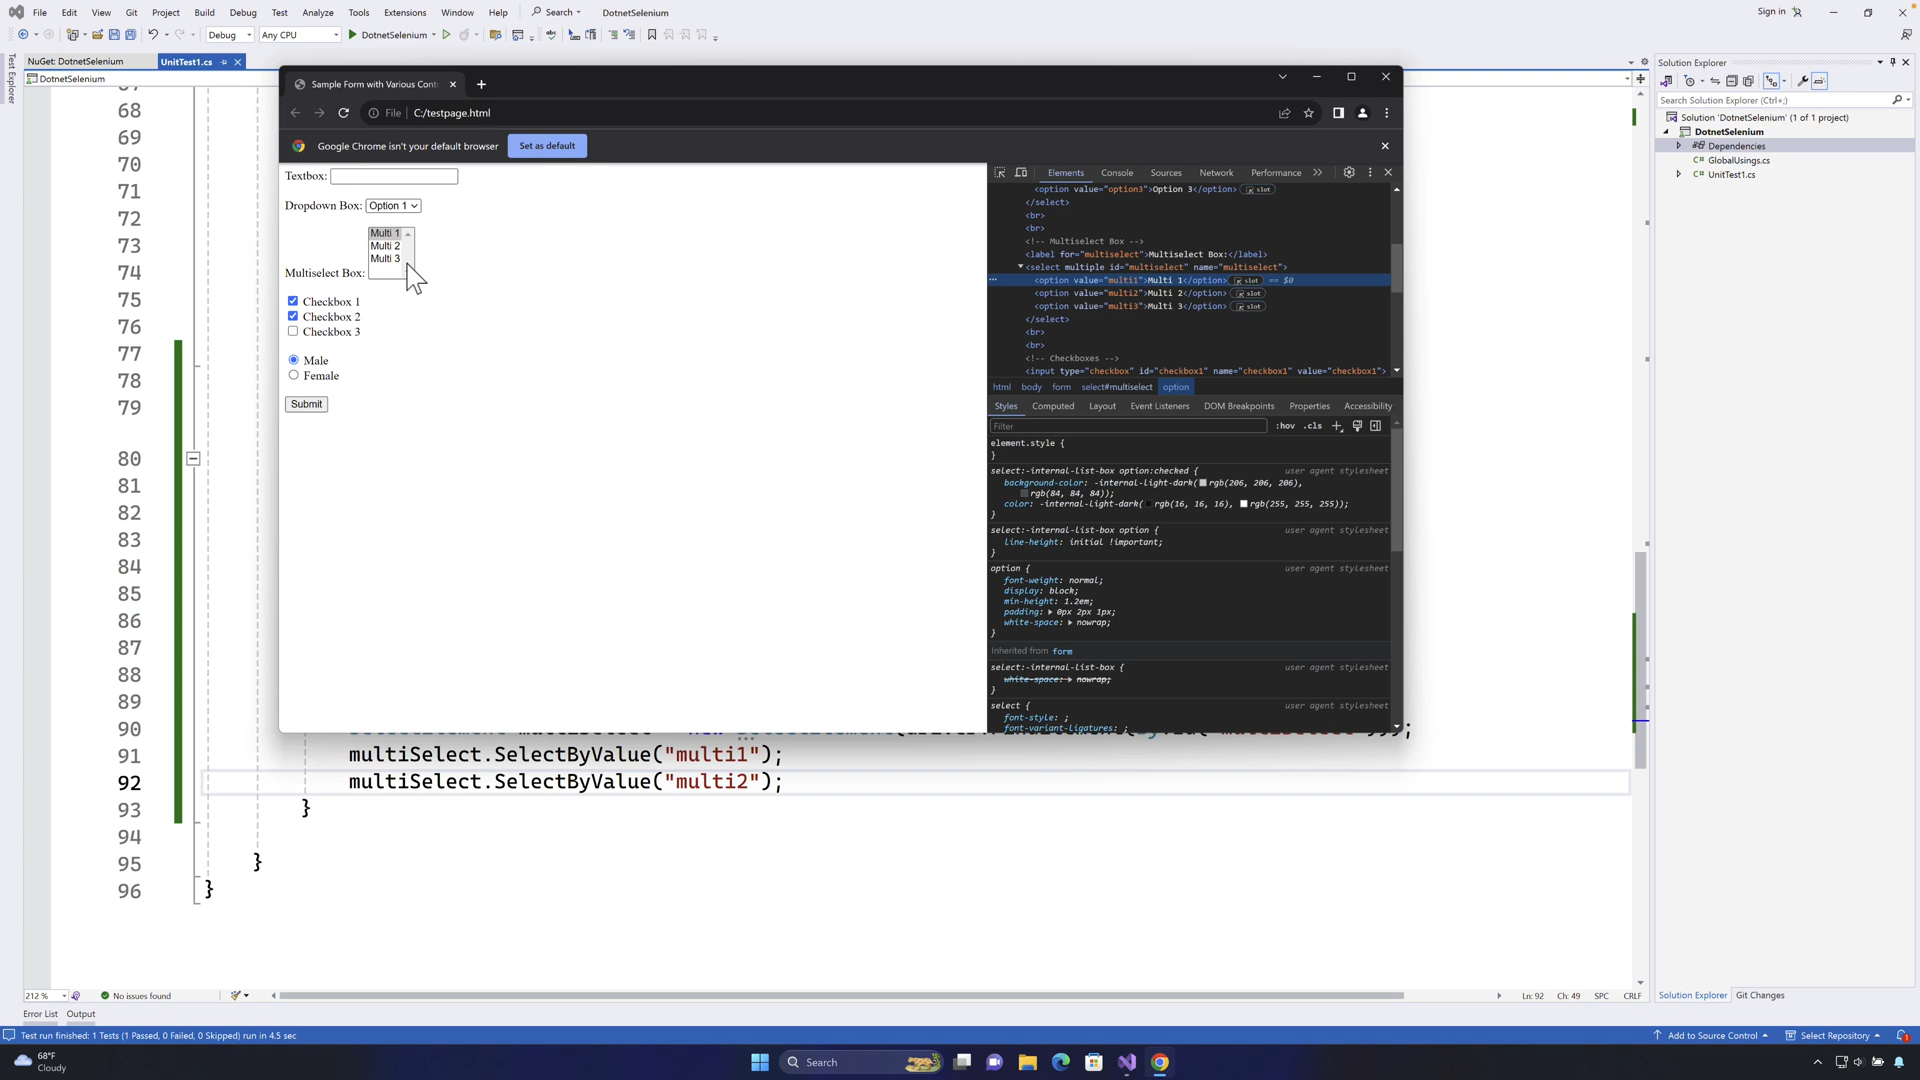 File Edit View Git Project Build Debug Test Analyze Tools Extensions Window Help Search DotnetSelenium Sign in
Debug Any CPU DotnetSelenium
NuGet: DotnetSelenium UnitTest1.cs
DotnetSelenium
Test Explorer
68
69
70
71
72
73
74
75
76
77
78
79
80
81
82
83
84
85
86
87
88
89
90
91 multiSelect.SelectByValue("multi1");
92 multiSelect.SelectByValue("multi2");
93 }
94
95 }
96 }
Sample Form with Various Cont
File C:/testpage.html
Google Chrome isn't your default browser Set as default
Textbox:
Dropdown Box: Option 1
Multi 1
Multi 2
Multi 3
Multiselect Box:
Checkbox 1
Checkbox 2
Checkbox 3
Male
Female
Submit
Elements Console Sources Network Performance
<option value="option3">Option 3</option> slot
</select>
<br>
<br>
<!-- Multiselect Box -->
<label for="multiselect">Multiselect Box:</label>
<select multiple id="multiselect" name="multiselect">
<option value="multi1">Multi 1</option> slot == $0
<option value="multi2">Multi 2</option> slot
<option value="multi3">Multi 3</option> slot
</select>
<br>
<br>
<!-- Checkboxes -->
<input type="checkbox" id="checkbox1" name="checkbox1" value="checkbox1">
html body form select#multiselect option
Styles Computed Layout Event Listeners DOM Breakpoints Properties Accessibility
Filter :hov .cls
element.style {
}
select:-internal-list-box option:checked { user agent stylesheet
background-color: -internal-light-dark( rgb(206, 206, 206),
rgb(84, 84, 84));
color: -internal-light-dark( rgb(16, 16, 16), rgb(255, 255, 255));
}
select:-internal-list-box option { user agent stylesheet
line-height: initial !important;
}
option { user agent stylesheet
font-weight: normal;
display: block;
min-height: 1.2em;
padding: 0px 2px 1px;
white-space: nowrap;
}
Inherited from form
select:-internal-list-box { user agent stylesheet
white-space: nowrap;
}
select { user agent stylesheet
font-style: ;
font-variant-ligatures: ;
Solution Explorer
Search Solution Explorer (Ctrl+;)
Solution 'DotnetSelenium' (1 of 1 project)
DotnetSelenium
Dependencies
GlobalUsings.cs
UnitTest1.cs
212 % No issues found Ln: 92 Ch: 49 SPC CRLF
Solution Explorer Git Changes
Error List Output
Test run finished: 1 Tests (1 Passed, 0 Failed, 0 Skipped) run in 4.5 sec Add to Source Control Select Repository 1
68°F
Cloudy
Search